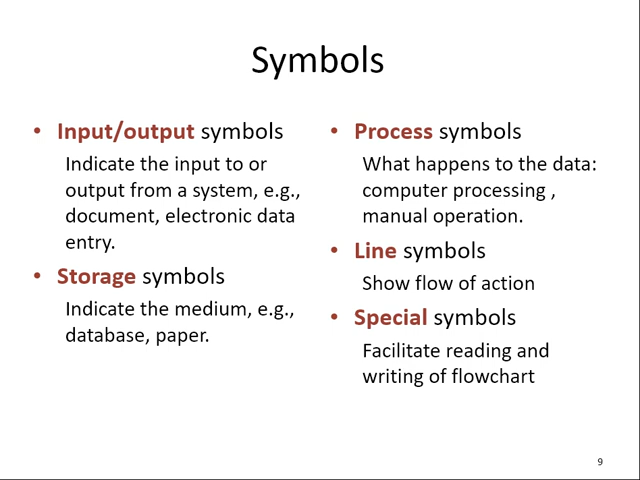 Symbols
• Input/output symbols
Indicate the input to or
output from a system, e.g.,
document, electronic data
entry.
• Storage symbols
Indicate the medium, e.g.,
database, paper.
• Process symbols
What happens to the data:
computer processing ,
manual operation.
• Line symbols
Show flow of action
• Special symbols
Facilitate reading and
writing of flowchart
9